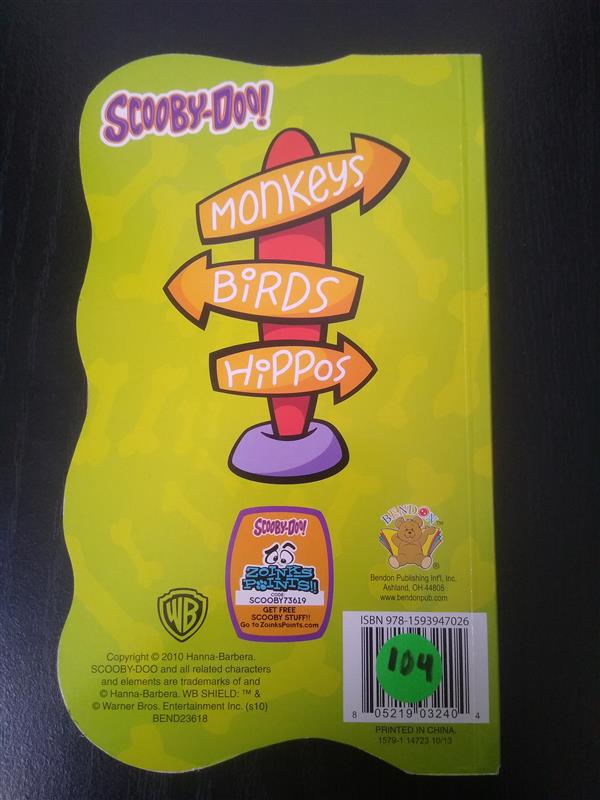 SCOOBY-DOO!
MONKEYS
BIRDS
HIPPOS
SCOOBY-DOO!
ZOINKS
POINTS!!
CODE
SCOOBY73619
GET FREE
SCOOBY STUFF!!
Go to ZoinksPoints.com
BENDON™
®
Bendon Publishing Int'l, Inc.
Ashland, OH 44805
www.bendonpub.com
WB
Copyright © 2010 Hanna-Barbera.
SCOOBY-DOO and all related characters
and elements are trademarks of and
© Hanna-Barbera. WB SHIELD: ™ &
© Warner Bros. Entertainment Inc. (s10)
BEND23618
ISBN 978-1593947026
104
8 05219 03240 4
PRINTED IN CHINA.
1579-1 14723 10/13